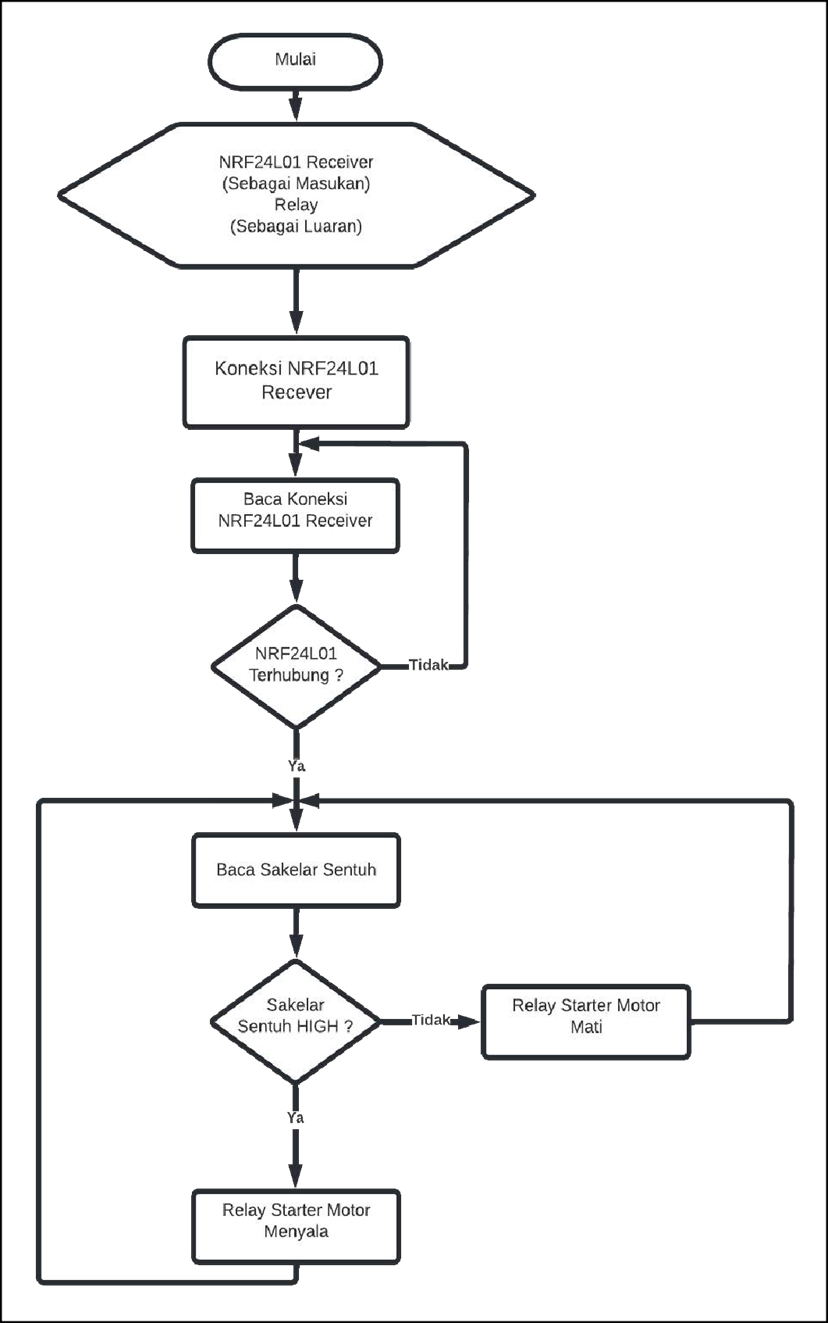 Mulai
NRF24L01 Receiver
(Sebagai Masukan)
Relay
(Sebagai Luaran)
Koneksi NRF24L01
Recever
Baca Koneksi
NRF24L01 Receiver
NRF24L01
Terhubung ?
Tidak
Ya
Baca Sakelar Sentuh
Sakelar
Sentuh HIGH ?
Tidak
Relay Starter Motor
Mati
Ya
Relay Starter Motor
Menyala